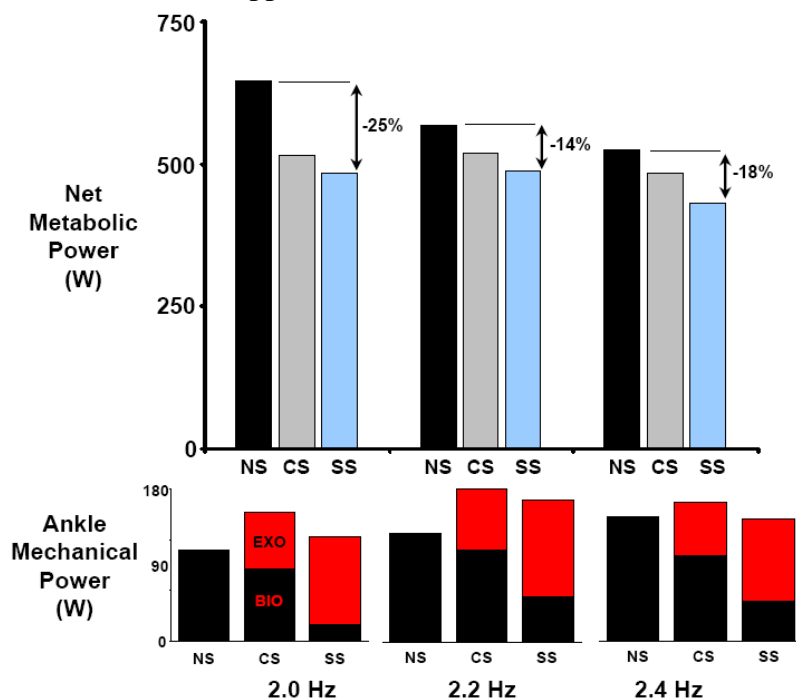 750
-25%
-14%
-18%
500
Net
Metabolic
Power
(W)
250
0
NS CS SS NS CS SS NS CS SS
180
Ankle
Mechanical
Power
(W)
EXO
90
BIO
0
NS CS SS NS CS SS NS CS SS
2.0 Hz 2.2 Hz 2.4 Hz